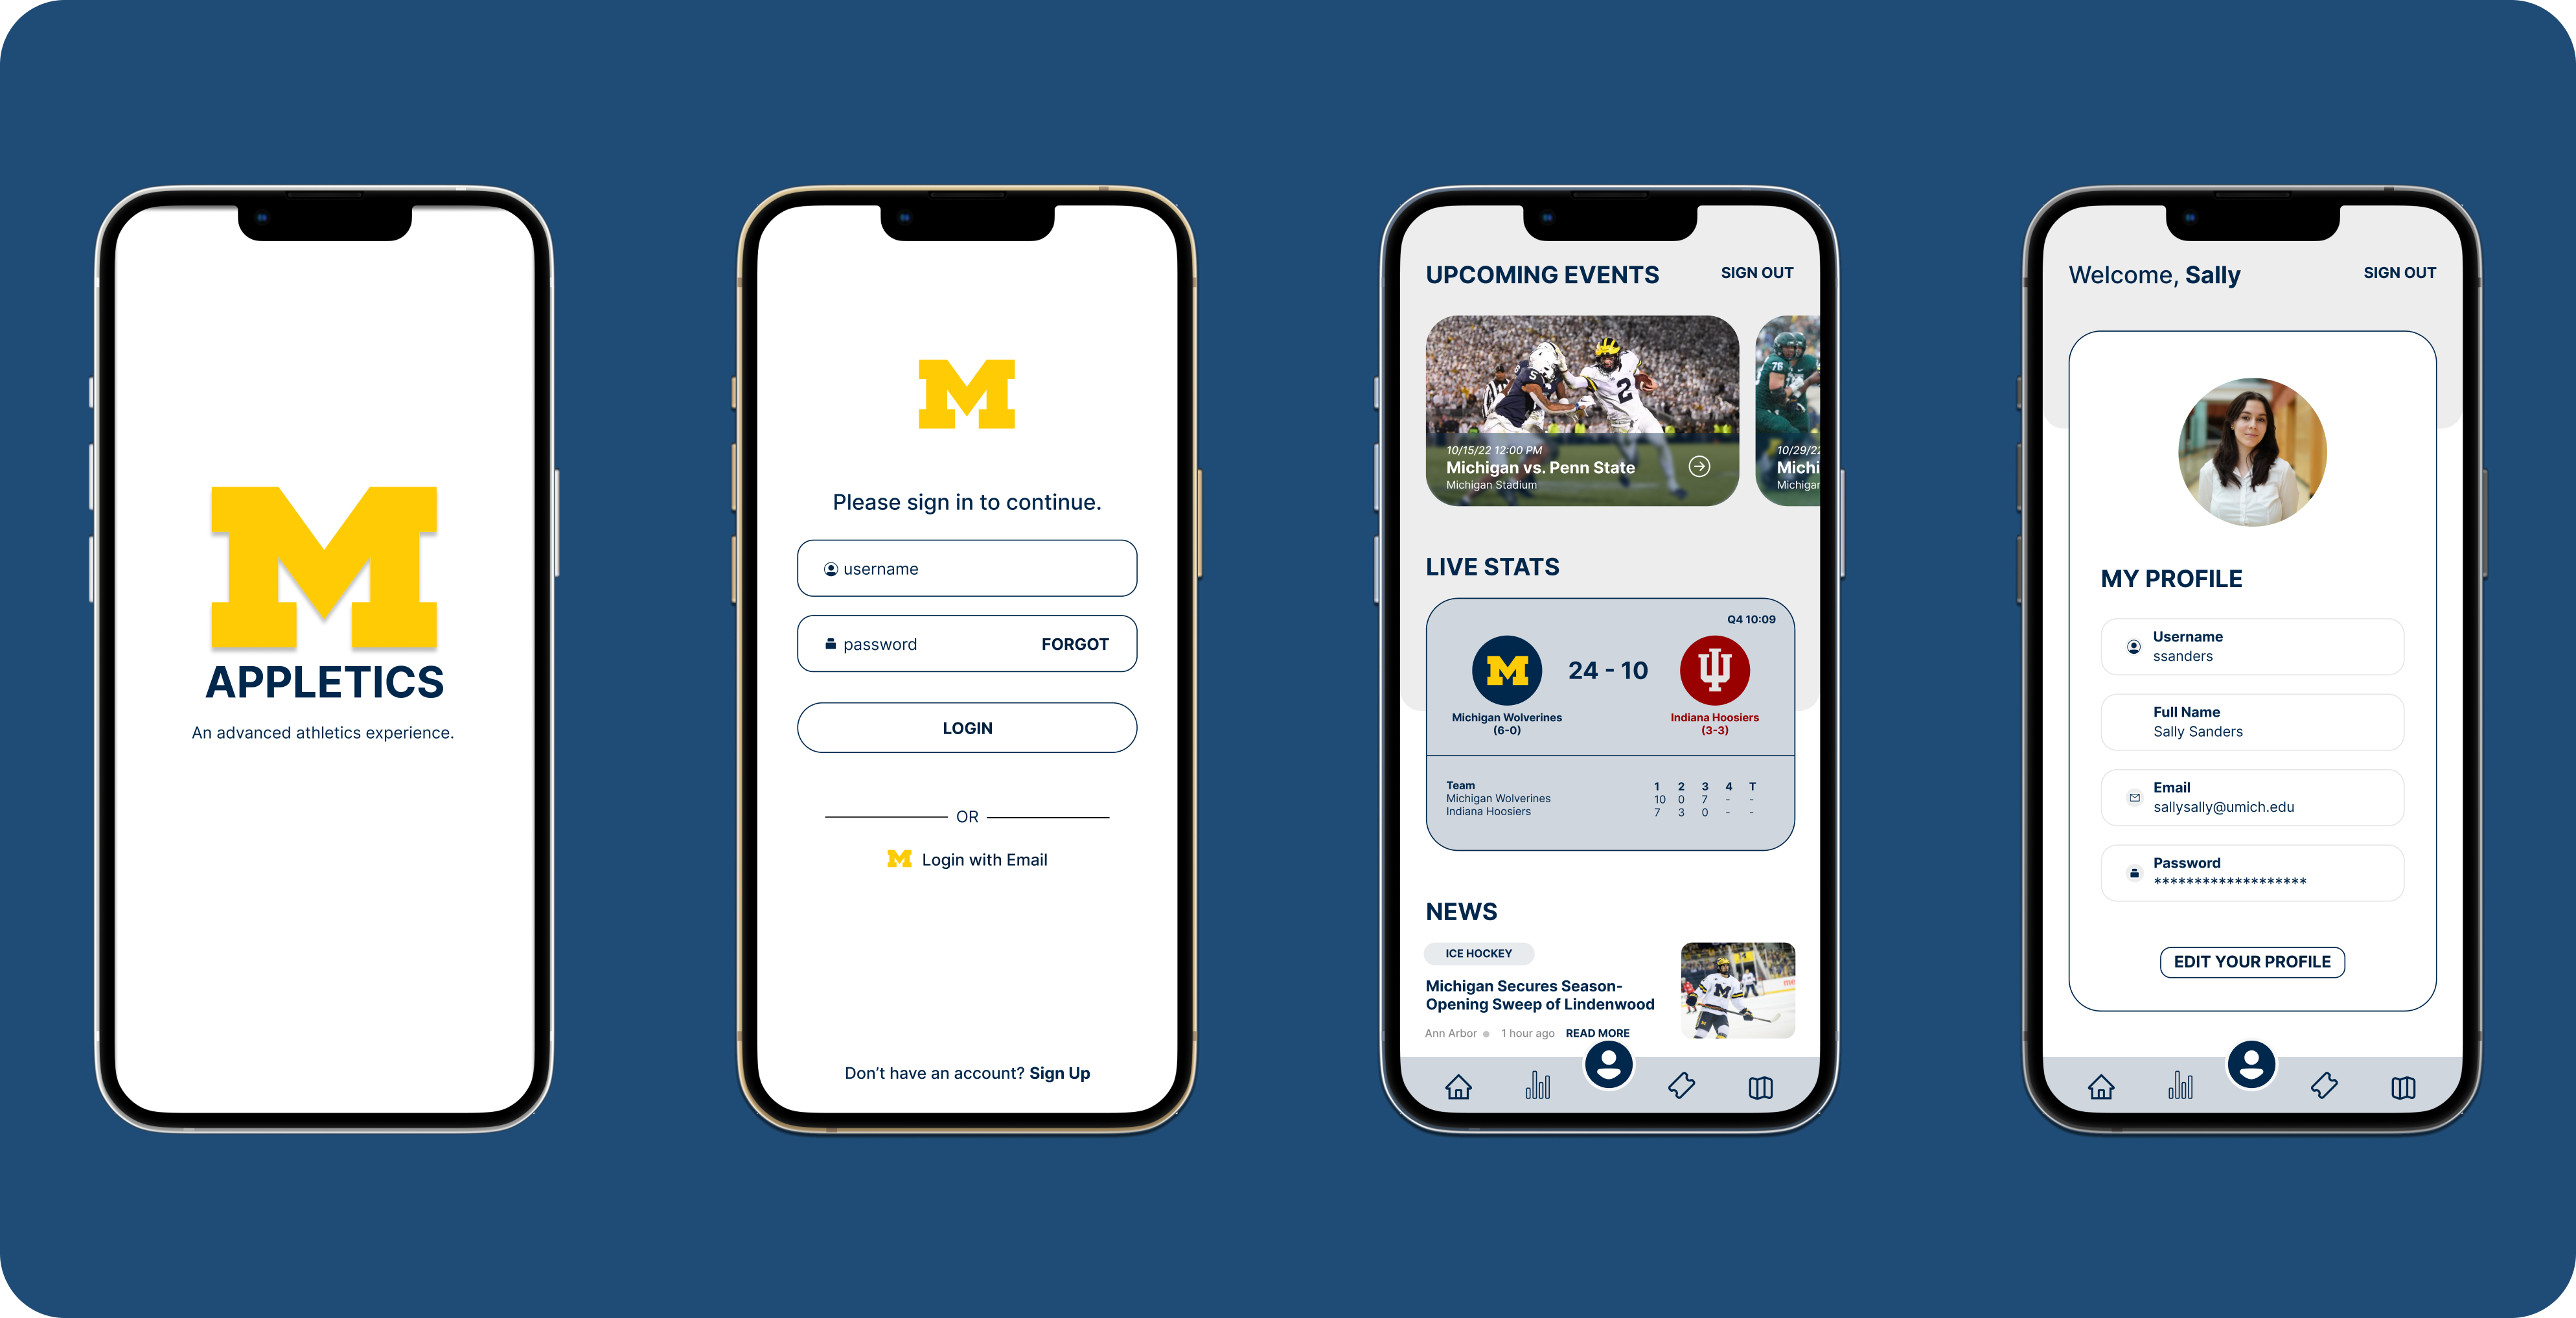 M
APPLETICS
An advanced athletics experience.
M
Please sign in to continue.
username
password FORGOT
LOGIN
OR
M Login with Email
Don't have an account? Sign Up
UPCOMING EVENTS SIGN OUT
5 2
76
10/15/22 12:00 PM
Michigan vs. Penn State
Michigan Stadium
10/29/22
Michi
Michigan
LIVE STATS
Q4 10:09
M 24 - 10
Michigan Wolverines
(6-0)
Indiana Hoosiers
(3-3)
Team 1 2 3 4 T
Michigan Wolverines 10 0 7 - -
Indiana Hoosiers 7 3 0 - -
NEWS
ICE HOCKEY
Michigan Secures Season-
Opening Sweep of Lindenwood
Ann Arbor 1 hour ago READ MORE
M
Welcome, Sally SIGN OUT
MY PROFILE
Username
ssanders
Full Name
Sally Sanders
Email
sallysally@umich.edu
Password
*******************
EDIT YOUR PROFILE